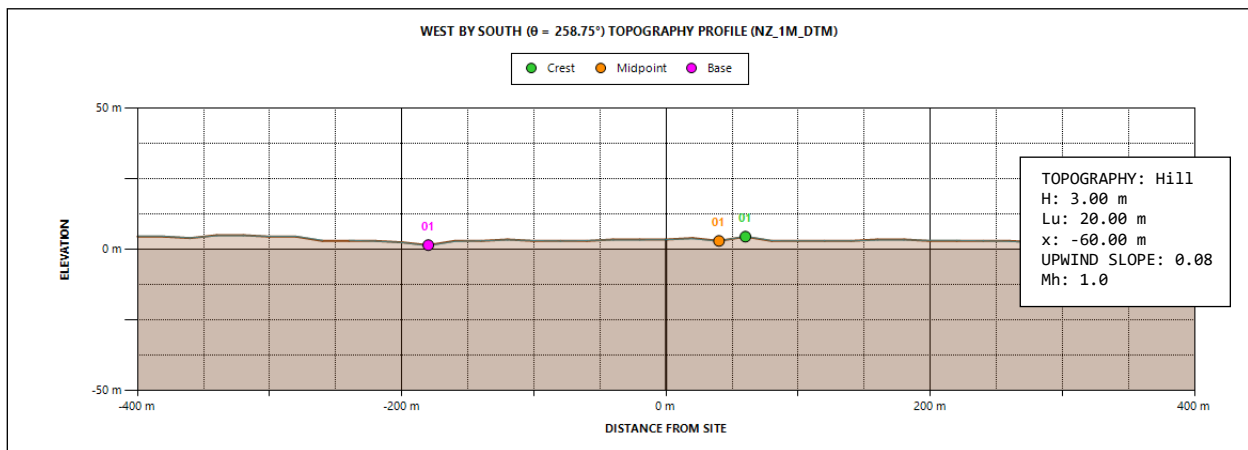 WEST BY SOUTH (θ = 258.75°) TOPOGRAPHY PROFILE (NZ_1M_DTM)
Crest Midpoint Base
50 m
0 m
-50 m
ELEVATION
01
01
01
TOPOGRAPHY: Hill
H: 3.00 m
Lu: 20.00 m
x: -60.00 m
UPWIND SLOPE: 0.08
Mh: 1.0
-400 m
-200 m
0 m
200 m
400 m
DISTANCE FROM SITE